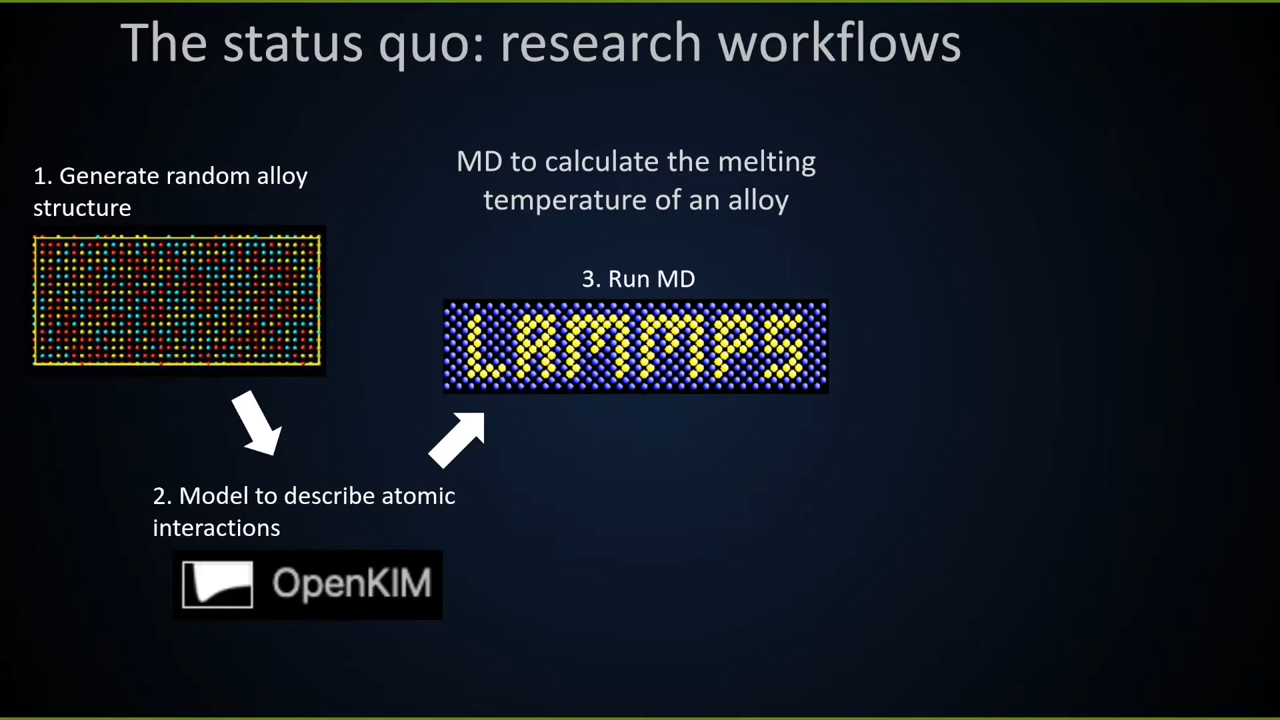 The status quo: research workflows
1. Generate random alloy
structure
MD to calculate the melting
temperature of an alloy
3. Run MD
LAMMPS
2. Model to describe atomic
interactions
OpenKIM